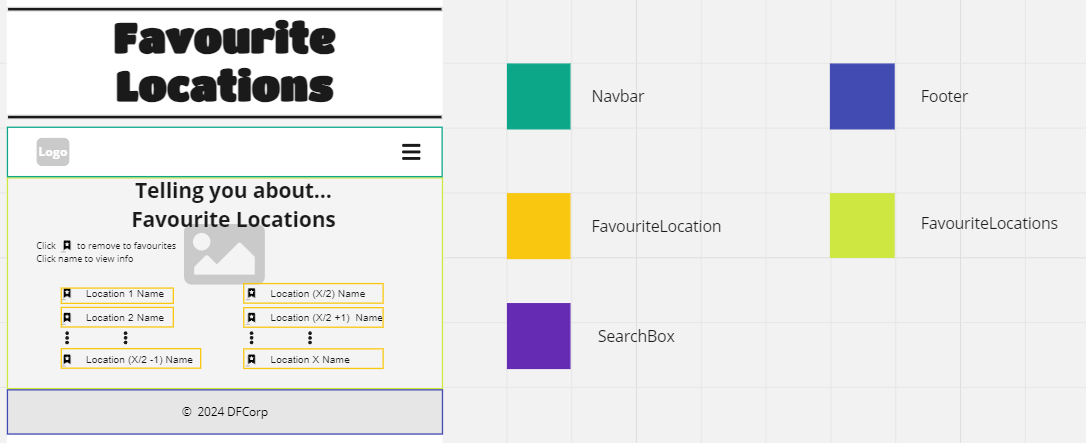 Favourite
Locations
Logo
Telling you about...
Favourite Locations
Click to remove to favourites
Click name to view info
Location 1 Name
Location (X/2) Name
Location 2 Name
Location (X/2 +1) Name
Location (X/2 -1) Name
Location X Name
© 2024 DFCorp
Navbar
Footer
FavouriteLocation
FavouriteLocations
SearchBox